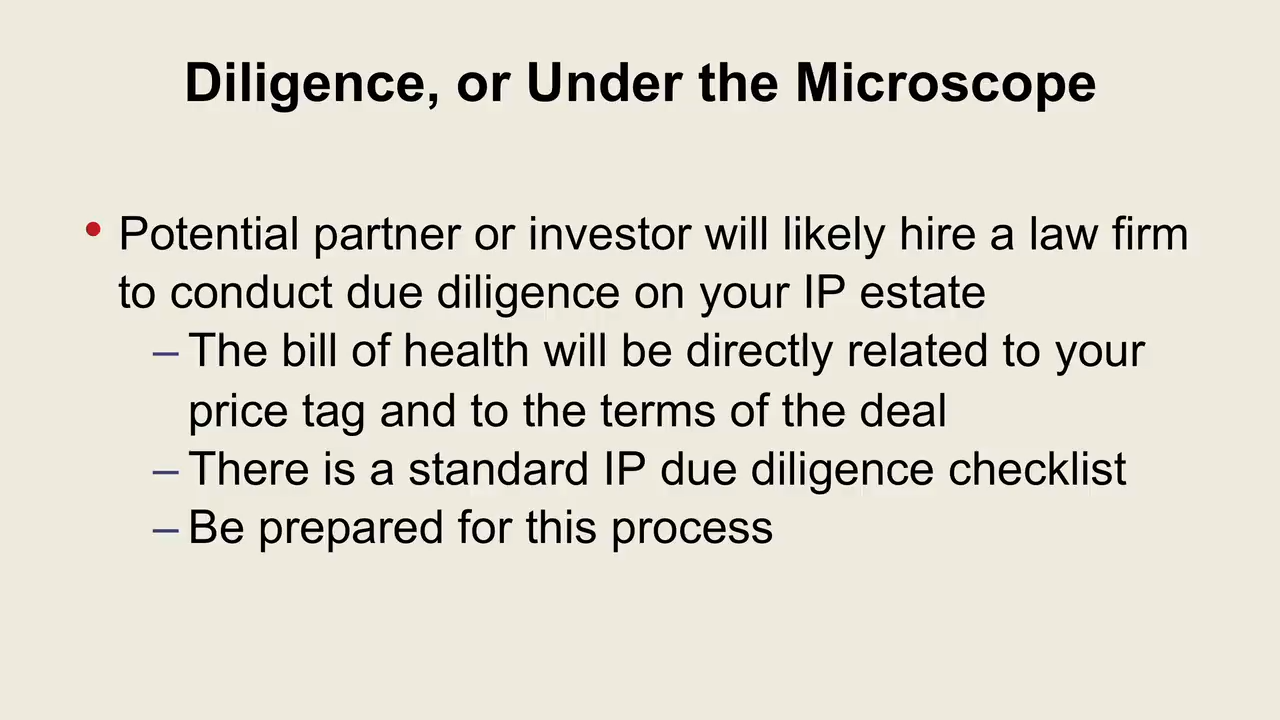 Diligence, or Under the Microscope
• Potential partner or investor will likely hire a law firm
to conduct due diligence on your IP estate
– The bill of health will be directly related to your
price tag and to the terms of the deal
– There is a standard IP due diligence checklist
– Be prepared for this process